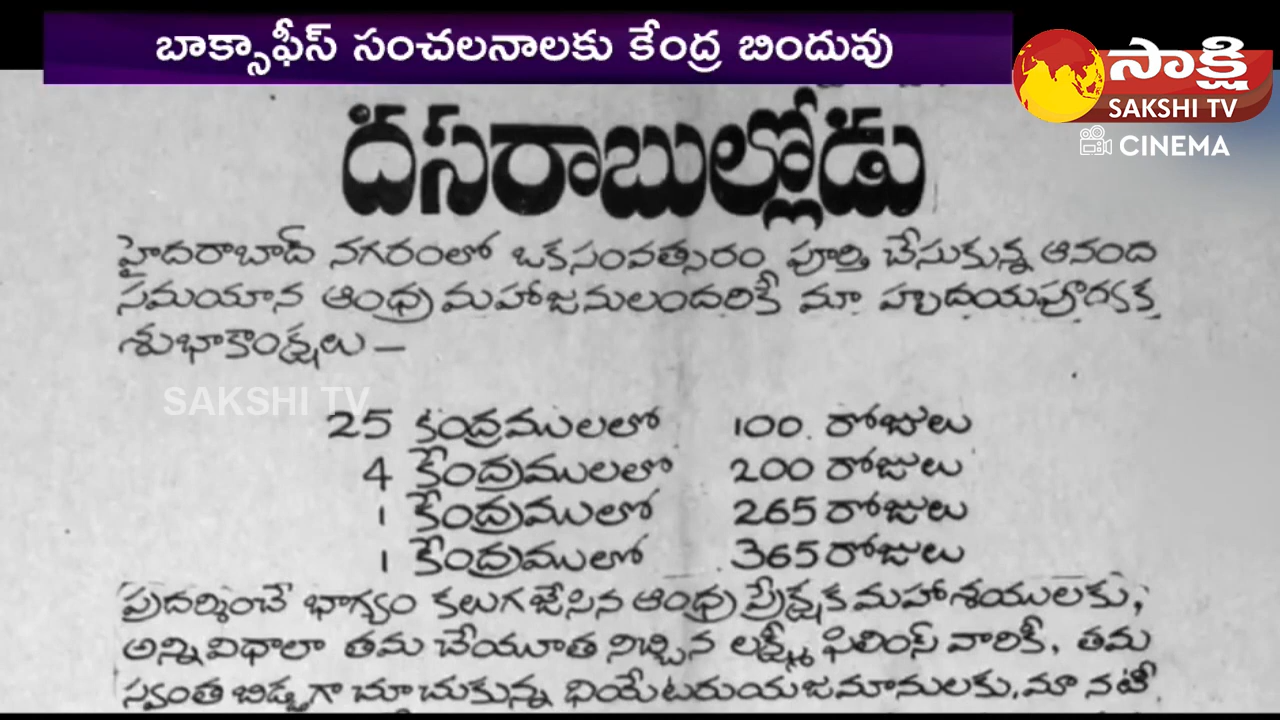 బాక్సాఫీస్ సంచలనాలకు కేంద్ర బిందువు
సాక్షి
SAKSHI TV
CINEMA
దసరాబుల్లోడు
హైదరాబాద్ నగరంలో ఒకసంవత్సరం పూర్తి చేసుకున్న ఆనంద
సమయాన ఆంధ్ర మహాజనులందరికీ మా హృదయపూర్వక
శుభాకాంక్షలు –
SAKSHI TV
25 కేంద్రములలో 100 రోజులు
4 కేంద్రములలో 200 రోజులు
1 కేంద్రములో 265 రోజులు
1 కేంద్రములో 365 రోజులు
ప్రదర్శించే భాగ్యం కలుగజేసిన ఆంధ్ర ప్రేక్షక మహాశయులకు,
అన్నివిధాలా తమ చేయూత నిచ్చిన లక్ష్మీ ఫిలింస్ వారికీ, తమ
స్వంత బిడ్డగా చూచుకున్న థియేటరుయజమానులకు, మా నటీ